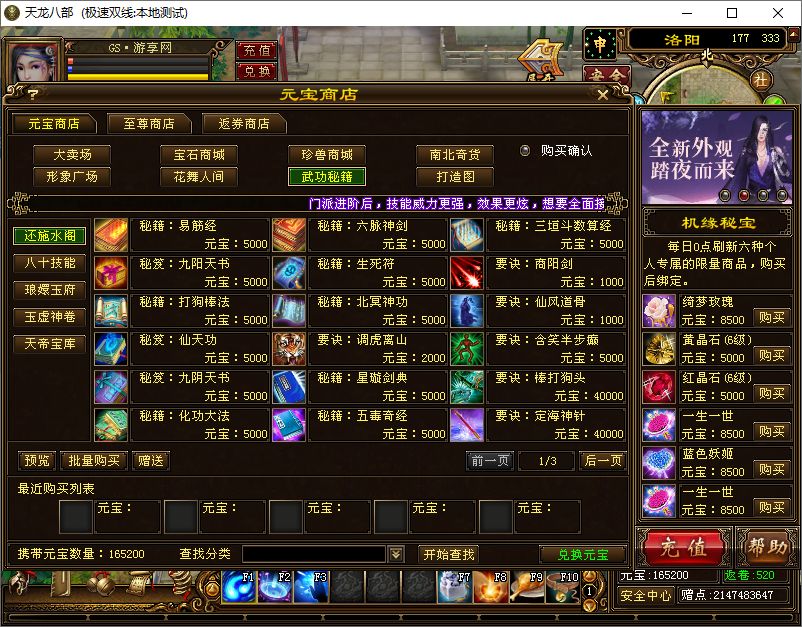 天龙八部 (极速双线:本地测试)
GS·游享网
充值
兑换
申
洛阳
177 333
北
安全
社
?
元宝商店
元宝商店
至尊商店
返券商店
大卖场
宝石商城
珍兽商城
南北奇货
购买确认
形象广场
花舞人间
武功秘籍
打造图
门派进阶后，技能威力更强，效果更炫，想要全面接
还施水阁
八十技能
琅嬛玉府
玉虚神卷
天帝宝库
秘籍：易筋经
元宝：5000
秘籍：六脉神剑
元宝：5000
秘籍：三垣斗数算经
元宝：5000
秘笈：九阳天书
元宝：5000
秘籍：生死符
元宝：5000
要诀：商阳剑
元宝：1000
秘籍：打狗棒法
元宝：5000
秘籍：北冥神功
元宝：5000
要诀：仙风道骨
元宝：1000
秘笈：仙天功
元宝：5000
要诀：调虎离山
元宝：2000
要诀：含笑半步癫
元宝：5000
秘笈：九阴天书
元宝：5000
秘籍：星璇剑典
元宝：5000
要诀：棒打狗头
元宝：40000
秘籍：化功大法
元宝：5000
秘籍：五毒奇经
元宝：5000
要诀：定海神针
元宝：40000
预览
批量购买
赠送
前一页
1/3
后一页
最近购买列表
元宝：
元宝：
元宝：
元宝：
元宝：
携带元宝数量：165200
查找分类
开始查找
兑换元宝
全新外观
踏夜而来
机缘秘宝
每日0点刷新六种个
人专属的限量商品，购买
后绑定。
绮梦玫瑰
元宝：8500
购买
黄晶石(6级)
元宝：5000
购买
红晶石(6级)
元宝：5000
购买
一生一世
元宝：8500
购买
蓝色妖姬
元宝：8500
购买
一生一世
元宝：8500
购买
充值
帮助
F1
F2
F3
F7
F8
F9
F10
1
元宝：165200
返卷：520
安全中心
赠点：2147483647